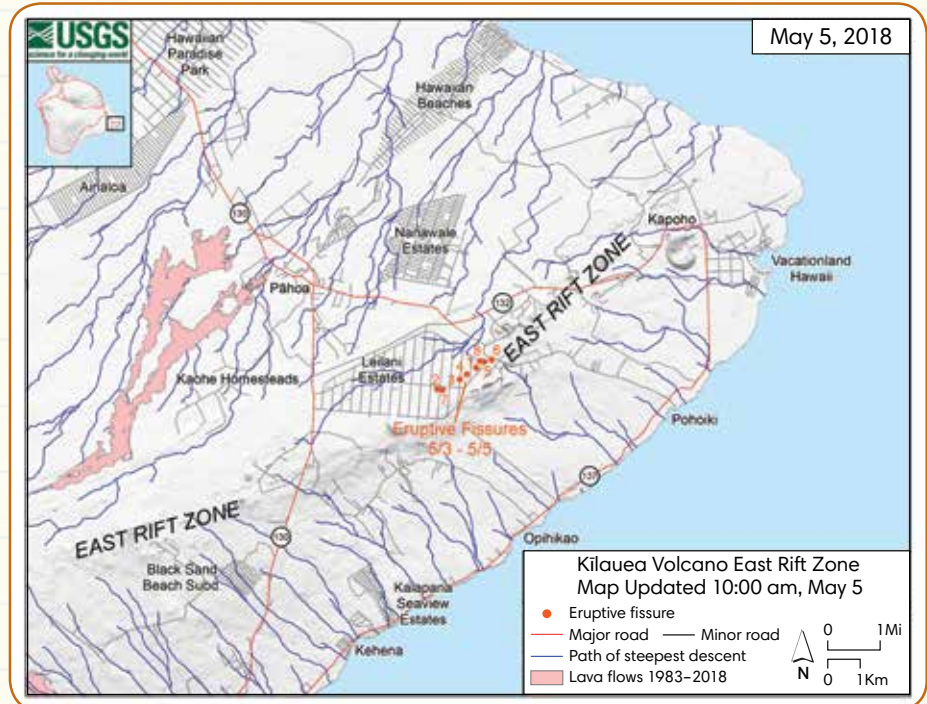 USGS
science for a changing world
May 5, 2018
Hawaiian
Paradise
Park
Hawaiian
Beaches
Ainaloa
130
Nanawale
Estates
Kapoho
Vacationland
Hawaii
EAST RIFT ZONE
Pāhoa
132
Leilani
Estates
Kaohe Homesteads
Eruptive Fissures
5/3 - 5/5
Pohoiki
137
EAST RIFT ZONE
130
Opihikao
Black Sand
Beach Subd
Kalapana
Seaview
Estates
Kehena
Kīlauea Volcano East Rift Zone
Map Updated 10:00 am, May 5
Eruptive fissure
Major road Minor road
Path of steepest descent
Lava flows 1983–2018
N
0 1Mi
0 1Km